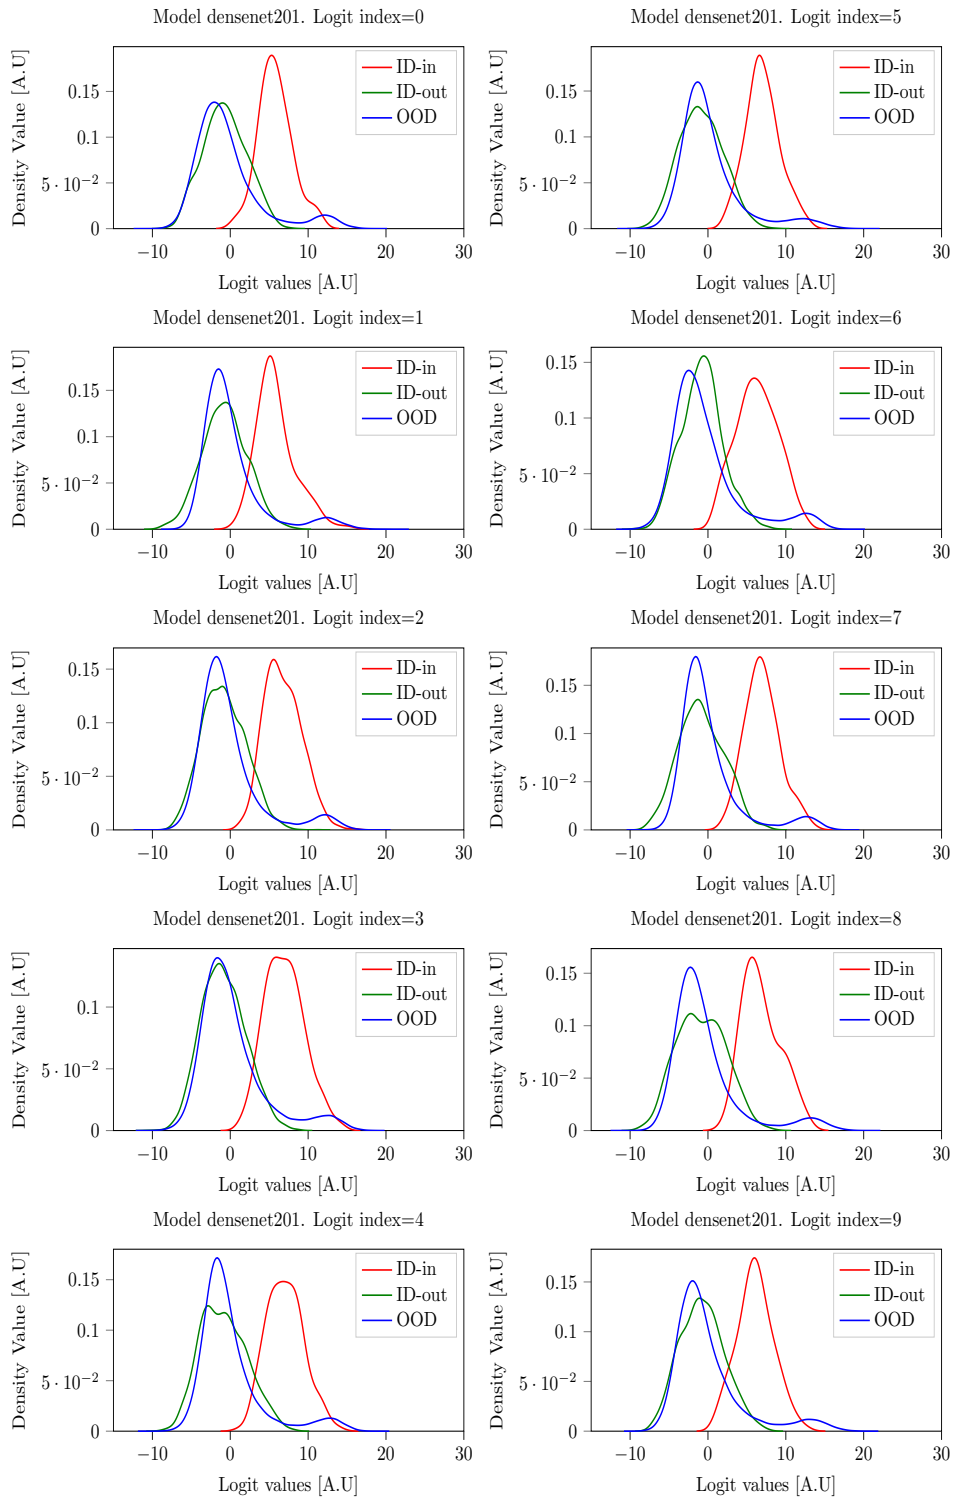 Model densenet201. Logit index=0
Density Value [A.U]
0.15
0.1
5 · 10⁻²
0
ID-in
ID-out
OOD
−10 0 10 20 30
Logit values [A.U]
Model densenet201. Logit index=5
Density Value [A.U]
0.15
0.1
5 · 10⁻²
0
ID-in
ID-out
OOD
−10 0 10 20 30
Logit values [A.U]
Model densenet201. Logit index=1
Density Value [A.U]
0.15
0.1
5 · 10⁻²
0
ID-in
ID-out
OOD
−10 0 10 20 30
Logit values [A.U]
Model densenet201. Logit index=6
Density Value [A.U]
0.15
0.1
5 · 10⁻²
0
ID-in
ID-out
OOD
−10 0 10 20 30
Logit values [A.U]
Model densenet201. Logit index=2
Density Value [A.U]
0.15
0.1
5 · 10⁻²
0
ID-in
ID-out
OOD
−10 0 10 20 30
Logit values [A.U]
Model densenet201. Logit index=7
Density Value [A.U]
0.15
0.1
5 · 10⁻²
0
ID-in
ID-out
OOD
−10 0 10 20 30
Logit values [A.U]
Model densenet201. Logit index=3
Density Value [A.U]
0.1
5 · 10⁻²
0
ID-in
ID-out
OOD
−10 0 10 20 30
Logit values [A.U]
Model densenet201. Logit index=8
Density Value [A.U]
0.15
0.1
5 · 10⁻²
0
ID-in
ID-out
OOD
−10 0 10 20 30
Logit values [A.U]
Model densenet201. Logit index=4
Density Value [A.U]
0.15
0.1
5 · 10⁻²
0
ID-in
ID-out
OOD
−10 0 10 20 30
Logit values [A.U]
Model densenet201. Logit index=9
Density Value [A.U]
0.15
0.1
5 · 10⁻²
0
ID-in
ID-out
OOD
−10 0 10 20 30
Logit values [A.U]